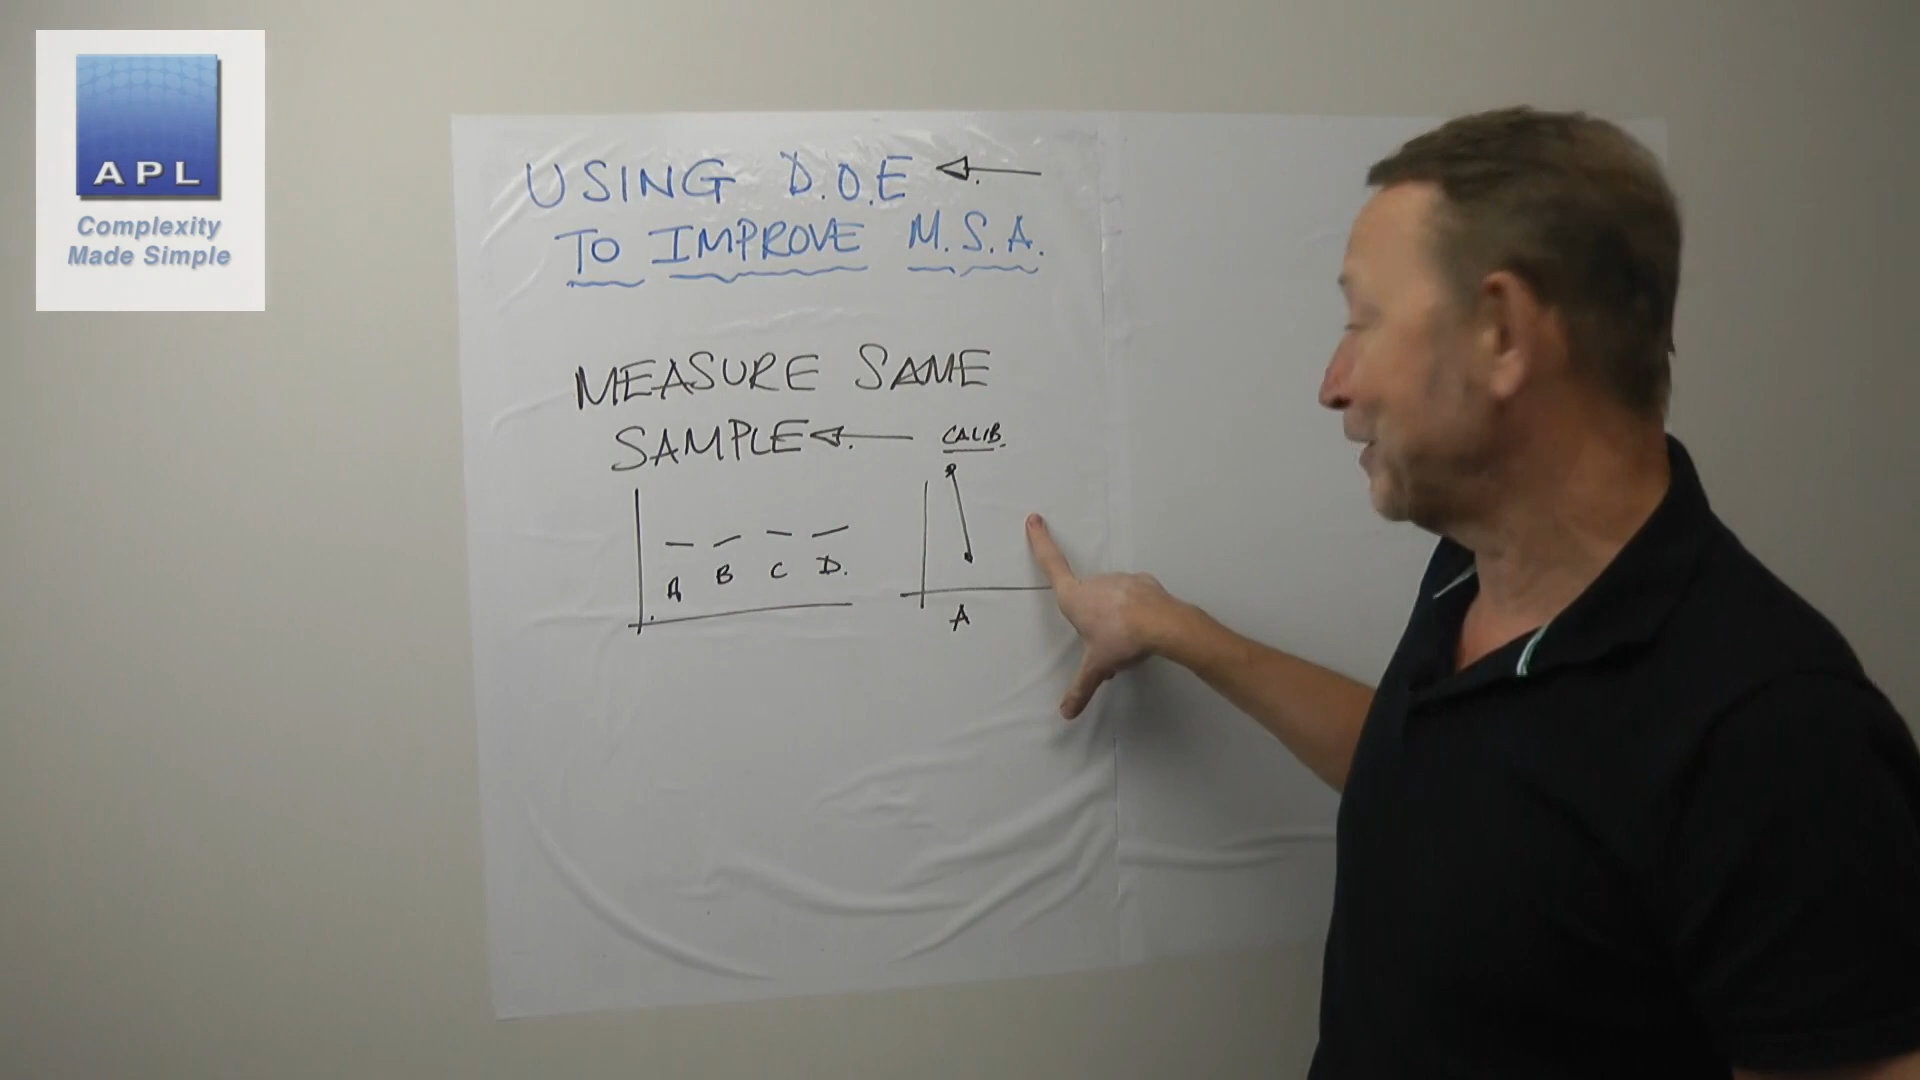 APL
Complexity
Made Simple
USING D.O.E
TO IMPROVE M.S.A.
MEASURE SAME
SAMPLE
CALIB.
A B C D.
A